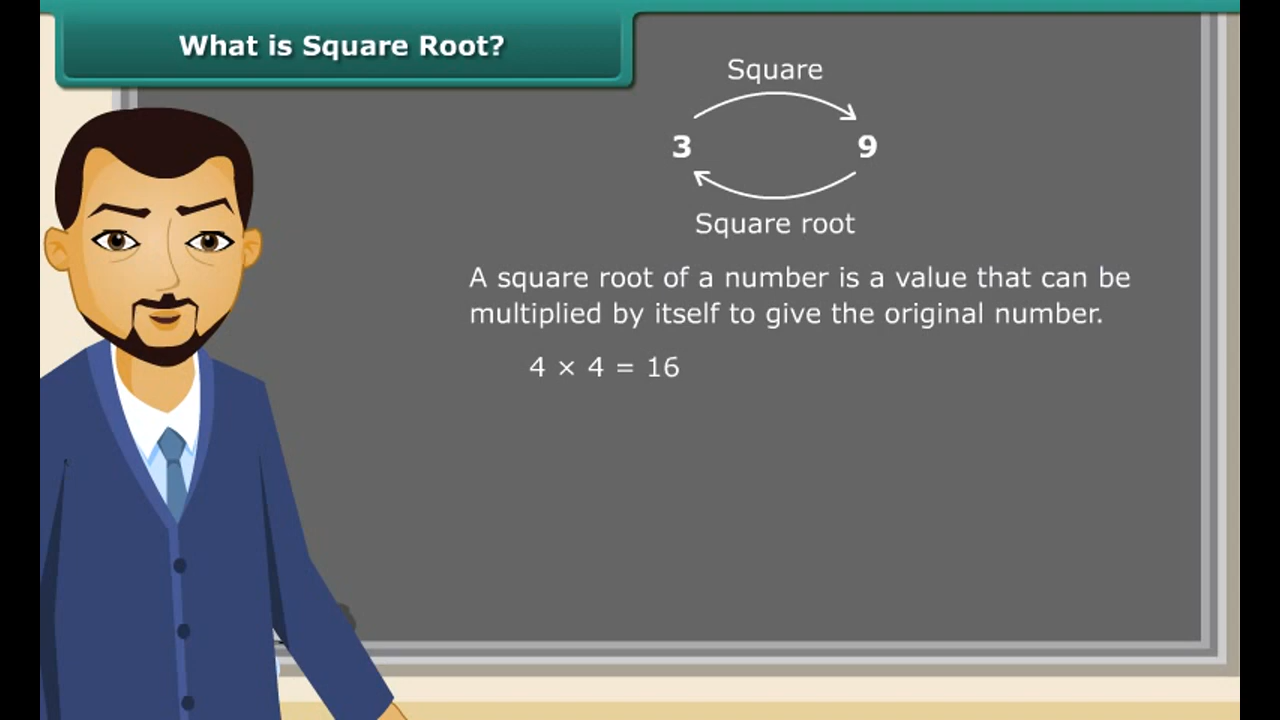 What is Square Root?
Square
3 9
Square root
A square root of a number is a value that can be
multiplied by itself to give the original number.
4 × 4 = 16